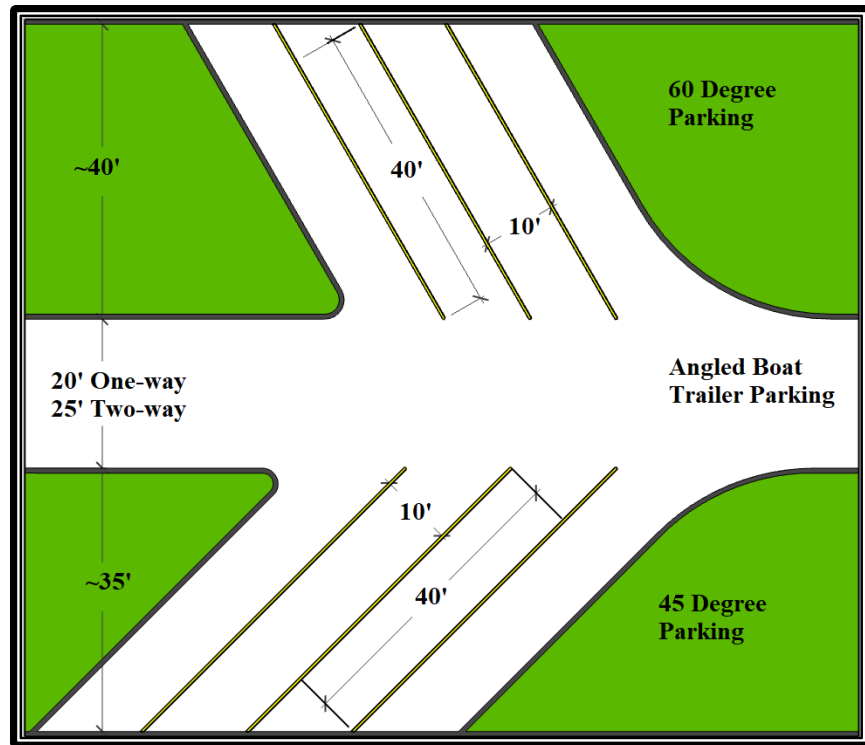 60 Degree
Parking
~40'
40'
10'
20' One-way
25' Two-way
Angled Boat
Trailer Parking
10'
~35'
40'
45 Degree
Parking